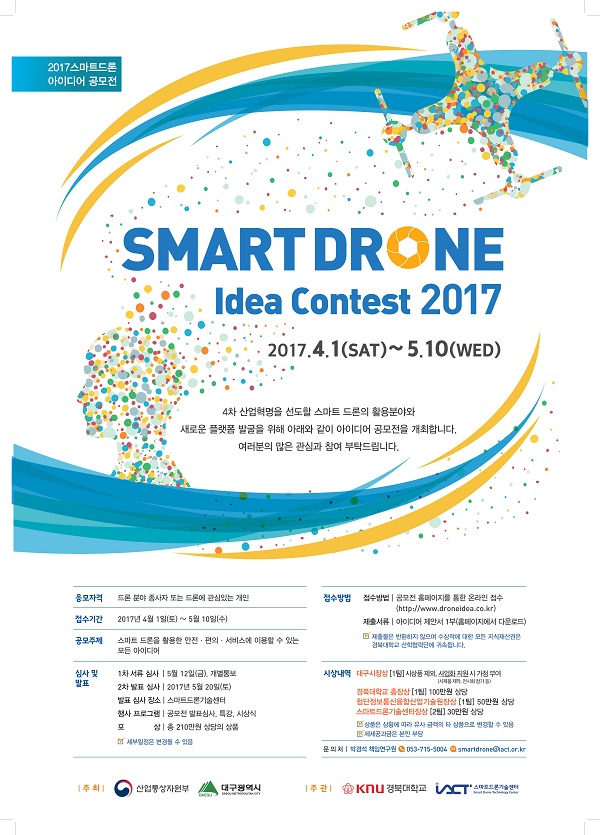 2017스마트드론
아이디어 공모전
SMART DRONE
Idea Contest 2017
2017.4.1(SAT)~5.10(WED)
4차 산업혁명을 선도할 스마트 드론의 활용분야와
새로운 플랫폼 발굴을 위해 아래와 같이 아이디어 공모전을 개최합니다.
여러분의 많은 관심과 참여 부탁드립니다.
응모자격 드론 분야 종사자 또는 드론에 관심있는 개인
접수기간 2017년 4월 1일(토) ~ 5월 10일(수)
공모주제 스마트 드론을 활용한 안전 · 편의 · 서비스에 이용할 수 있는
모든 아이디어
심사 및
발표
1차 서류 심사 | 5월 12일(금), 개별통보
2차 발표 심사 | 2017년 5월 20일(토)
발표 심사 장소 | 스마트드론기술센터
행사 프로그램 | 공모전 발표심사, 특강, 시상식
포 상 | 총 210만원 상당의 상품
세부일정은 변경될 수 있음
접수방법 접수방법 | 공모전 홈페이지를 통한 온라인 접수
(http://www.droneidea.co.kr)
제출서류 | 아이디어 제안서 1부(홈페이지에서 다운로드)
제출물은 반환하지 않으며 수상작에 대한 모든 지식재산권은
경북대학교 산학협력단에 귀속됩니다.
시상내역 대구시장상 [1팀] 시상품 제외, 사업화 지원 시 가점 부여
(시제품 제작, 전시회 참가 등)
경북대학교 총장상 [1팀] 100만원 상당
첨단정보통신융합산업기술원장상 [1팀] 50만원 상당
스마트드론기술센터장상 [2팀] 30만원 상당
상품은 상황에 따라 유사 금액의 타 상품으로 변경할 수 있음
제세공과금은 본인 부담
문 의 처 | 박경석 책임연구원 053-715-5004 smartdrone@iact.or.kr
| 주 최 | 산업통상자원부 DAEGU 대구광역시 DAEGU METROPOLITAN CITY | 주 관 | KNU 경북대학교 IACT 스마트드론기술센터 Smart Drone Technology Center